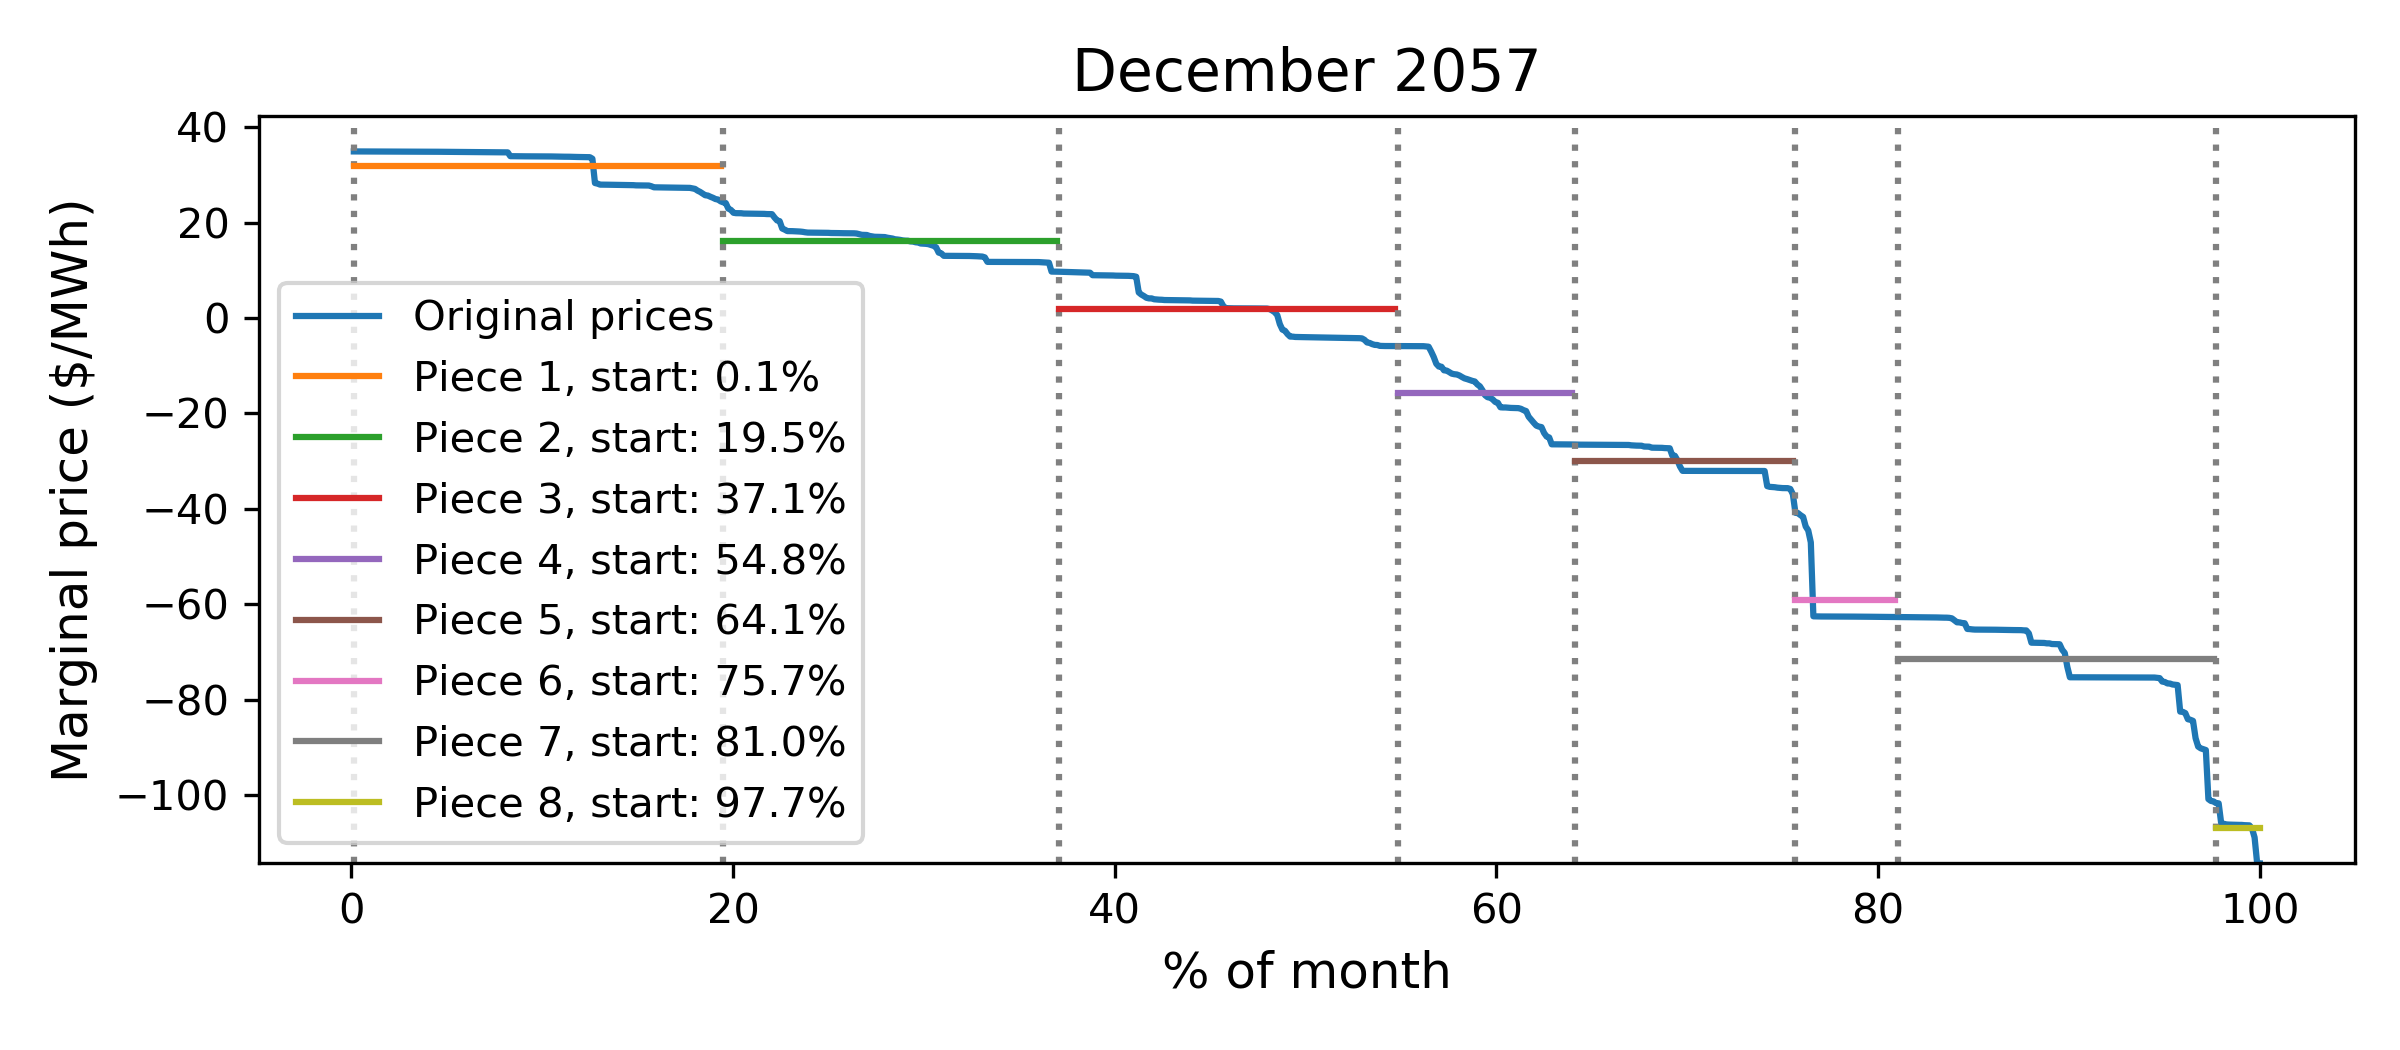 December 2057
Marginal price ($/MWh)
40
20
0
−20
−40
−60
−80
−100
Original prices
Piece 1, start: 0.1%
Piece 2, start: 19.5%
Piece 3, start: 37.1%
Piece 4, start: 54.8%
Piece 5, start: 64.1%
Piece 6, start: 75.7%
Piece 7, start: 81.0%
Piece 8, start: 97.7%
0 20 40 60 80 100
% of month